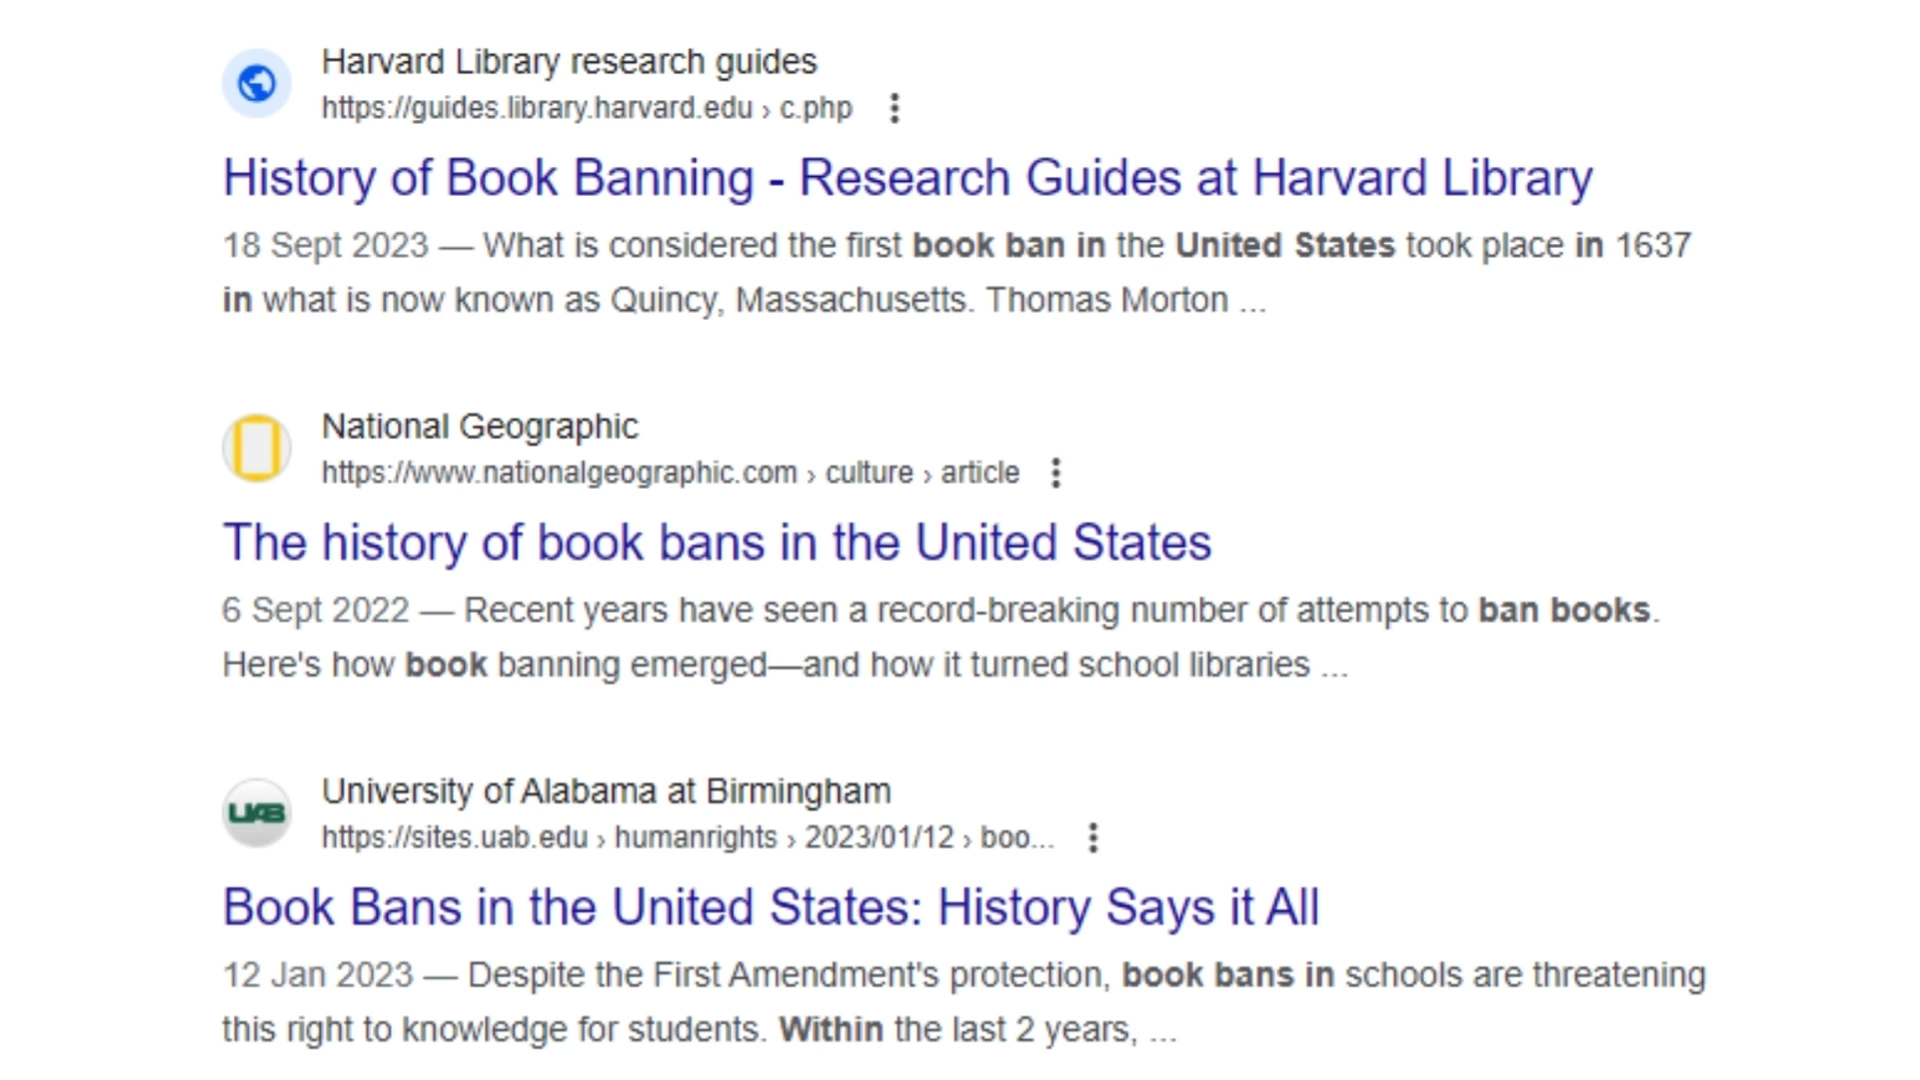 Harvard Library research guides
https://guides.library.harvard.edu › c.php
History of Book Banning - Research Guides at Harvard Library
18 Sept 2023 — What is considered the first book ban in the United States took place in 1637
in what is now known as Quincy, Massachusetts. Thomas Morton ...
National Geographic
https://www.nationalgeographic.com › culture › article
The history of book bans in the United States
6 Sept 2022 — Recent years have seen a record-breaking number of attempts to ban books.
Here's how book banning emerged—and how it turned school libraries ...
UAB
University of Alabama at Birmingham
https://sites.uab.edu › humanrights › 2023/01/12 › boo...
Book Bans in the United States: History Says it All
12 Jan 2023 — Despite the First Amendment's protection, book bans in schools are threatening
this right to knowledge for students. Within the last 2 years, ...